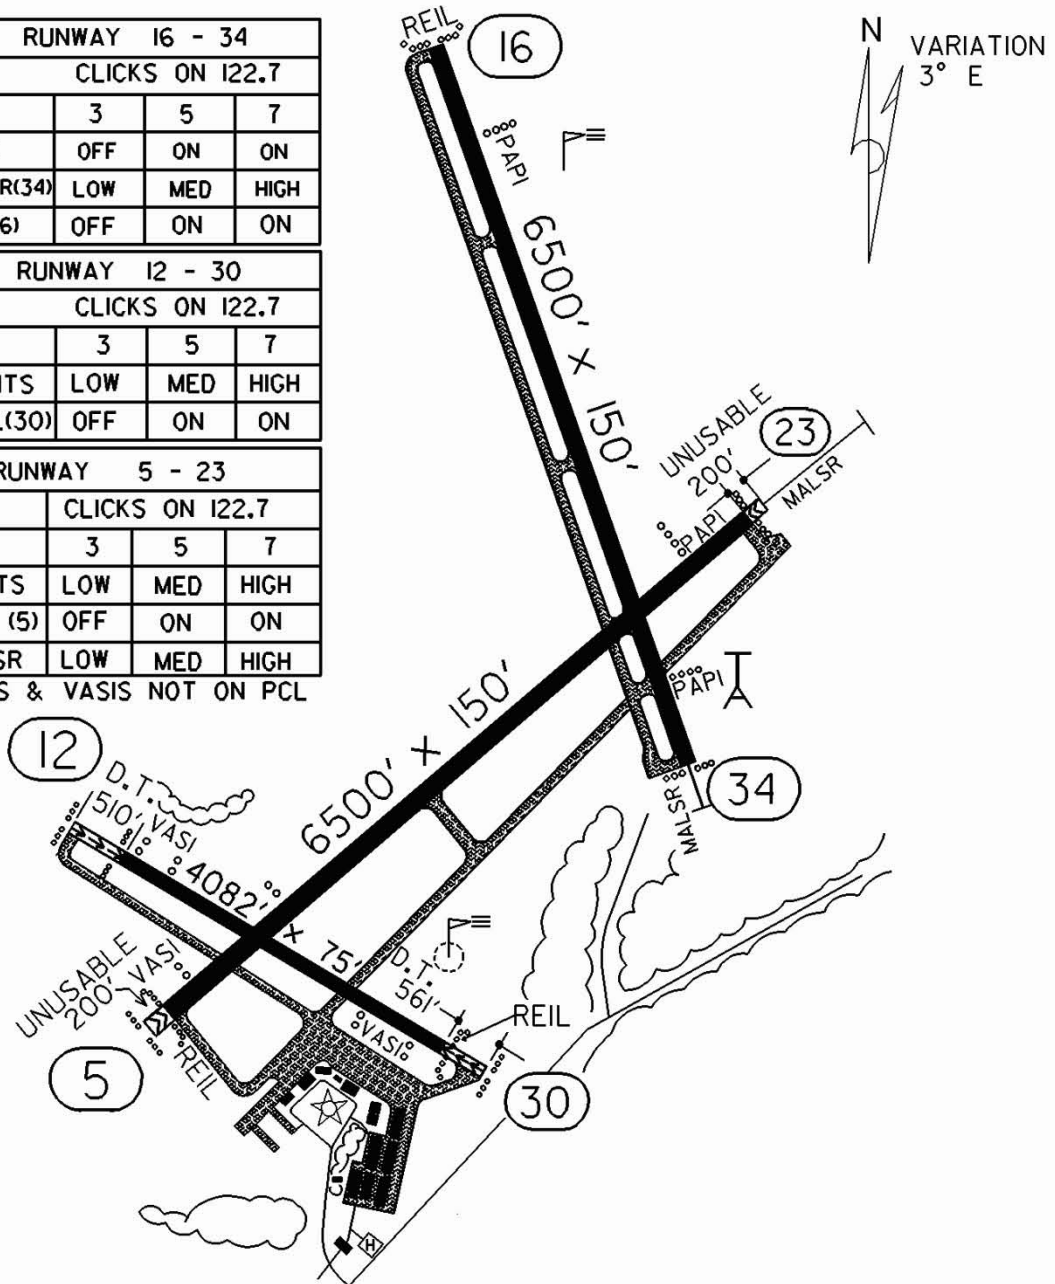 RUNWAY 16 - 34
CLICKS ON 122.7
3 5 7
OFF ON ON
R(34) LOW MED HIGH
6) OFF ON ON
RUNWAY 12 - 30
CLICKS ON 122.7
3 5 7
HTS LOW MED HIGH
L(30) OFF ON ON
RUNWAY 5 - 23
CLICKS ON 122.7
3 5 7
TS LOW MED HIGH
(5) OFF ON ON
SR LOW MED HIGH
S & VASIS NOT ON PCL
REIL
16
N
VARIATION
3° E
PAPI
6500' × 150'
UNUSABLE
200'
23
MALSR
PAPI
PAPI
34
MALSR
6500' × 150'
12
D.T.
510'
VASI
4082' × 75'
UNUSABLE
200'
VASI
5
REIL
D.T.
561'
VASI
REIL
30
H